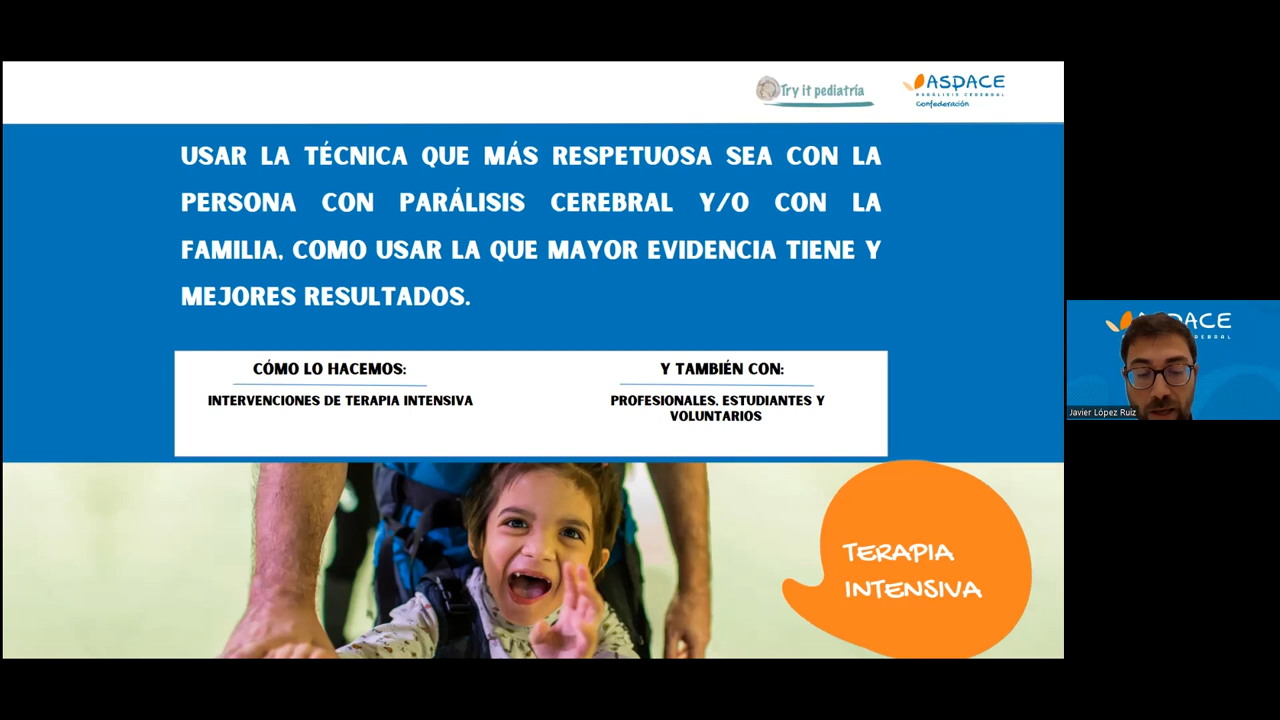 Try it pediatría
ASPACE
PARÁLISIS CEREBRAL
Confederación
USAR LA TÉCNICA QUE MÁS RESPETUOSA SEA CON LA
PERSONA CON PARÁLISIS CEREBRAL Y/O CON LA
FAMILIA, COMO USAR LA QUE MAYOR EVIDENCIA TIENE Y
MEJORES RESULTADOS.
CÓMO LO HACEMOS:
INTERVENCIONES DE TERAPIA INTENSIVA
Y TAMBIÉN CON:
PROFESIONALES, ESTUDIANTES Y
VOLUNTARIOS
TERAPIA
INTENSIVA
Javier López Ruiz